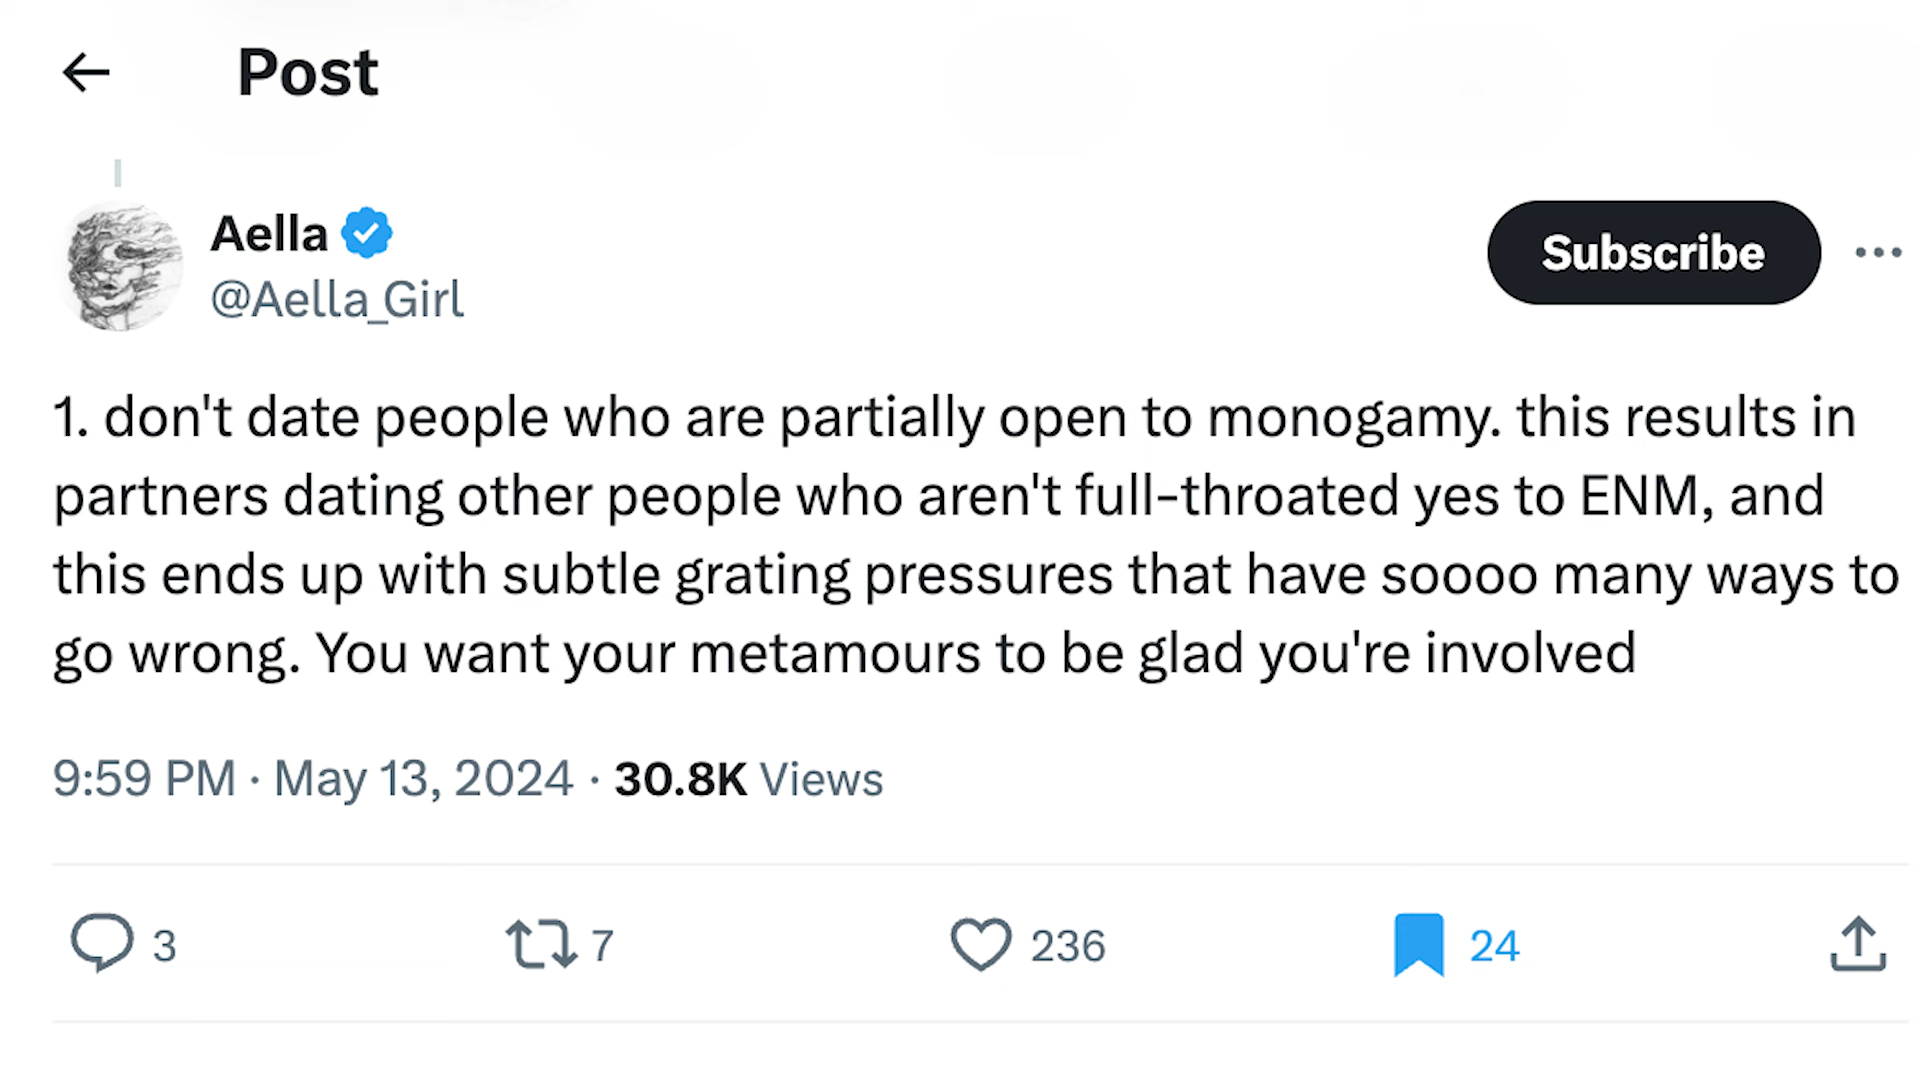 Post
Aella
@Aella_Girl
Subscribe
1. don't date people who are partially open to monogamy. this results in
partners dating other people who aren't full-throated yes to ENM, and
this ends up with subtle grating pressures that have soooo many ways to
go wrong. You want your metamours to be glad you're involved
9:59 PM · May 13, 2024 · 30.8K Views
3 7 236 24